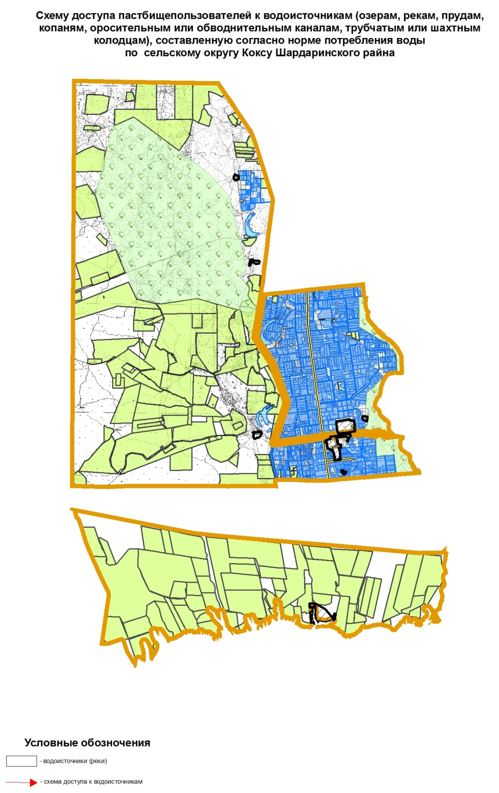 Схему доступа пастбищепользователей к водоисточникам (озерам, рекам, прудам,
копаням, оросительным или обводнительным каналам, трубчатым или шахтным
колодцам), составленную согласно норме потребления воды
по сельскому округу Коксу Шардаринского райна
Условные обозначения
- водоисточники (реки)
- схема доступа к водоисточникам